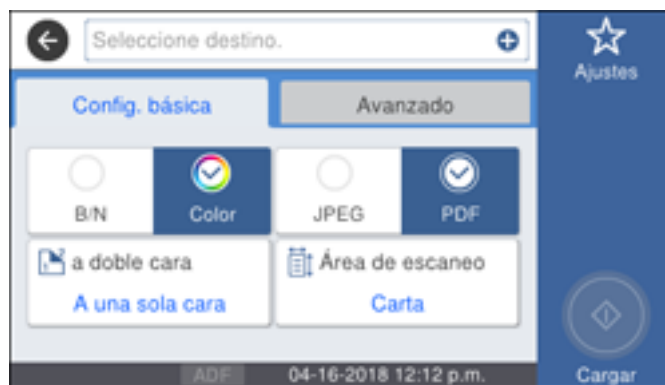 Seleccione destino.
Ajustes
Config. básica
Avanzado
B/N
Color
JPEG
PDF
a doble cara
A una sola cara
Área de escaneo
Carta
ADF
04-16-2018 12:12 p.m.
Cargar